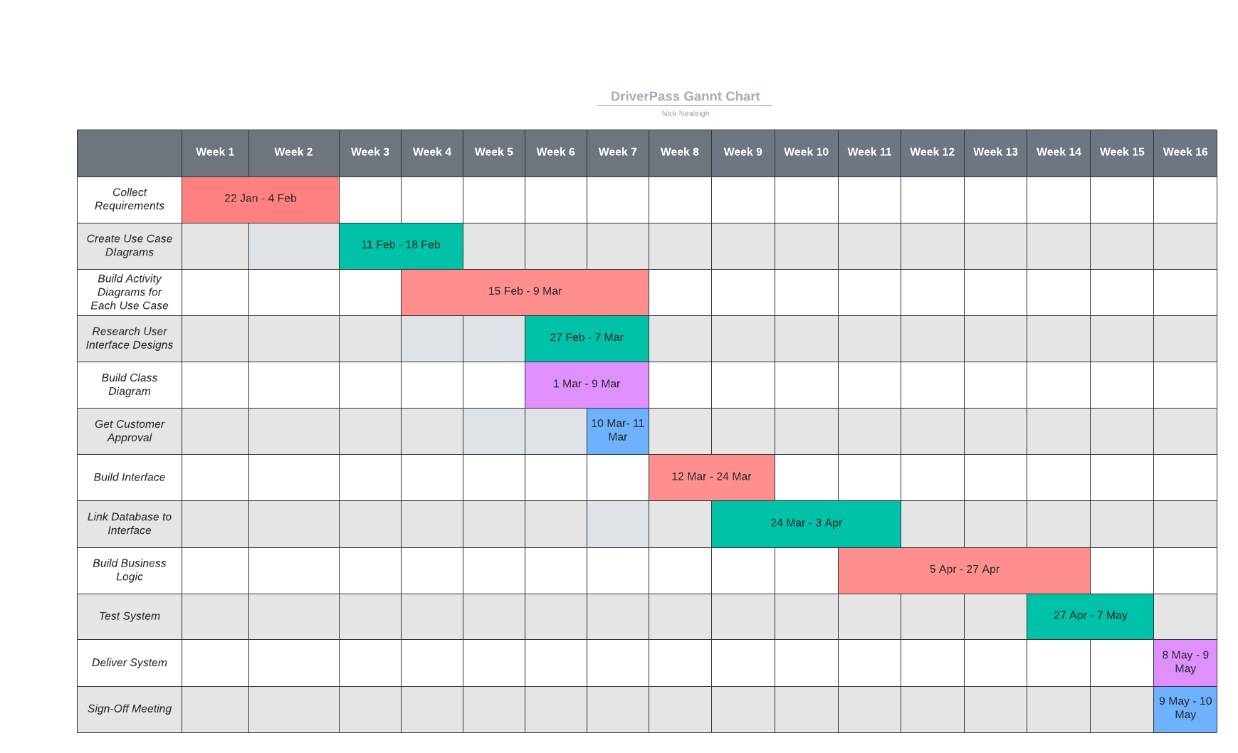 DriverPass Gannt Chart
Nick Nealeigh
Week 1 Week 2 Week 3 Week 4 Week 5 Week 6 Week 7 Week 8 Week 9 Week 10 Week 11 Week 12 Week 13 Week 14 Week 15 Week 16
Collect
Requirements
22 Jan - 4 Feb
Create Use Case
DIagrams
11 Feb - 18 Feb
Build Activity
Diagrams for
Each Use Case
15 Feb - 9 Mar
Research User
Interface Designs
27 Feb - 7 Mar
Build Class
Diagram
1 Mar - 9 Mar
Get Customer
Approval
10 Mar- 11
Mar
Build Interface
12 Mar - 24 Mar
Link Database to
Interface
24 Mar - 3 Apr
Build Business
Logic
5 Apr - 27 Apr
Test System
27 Apr - 7 May
Deliver System
8 May - 9
May
Sign-Off Meeting
9 May - 10
May